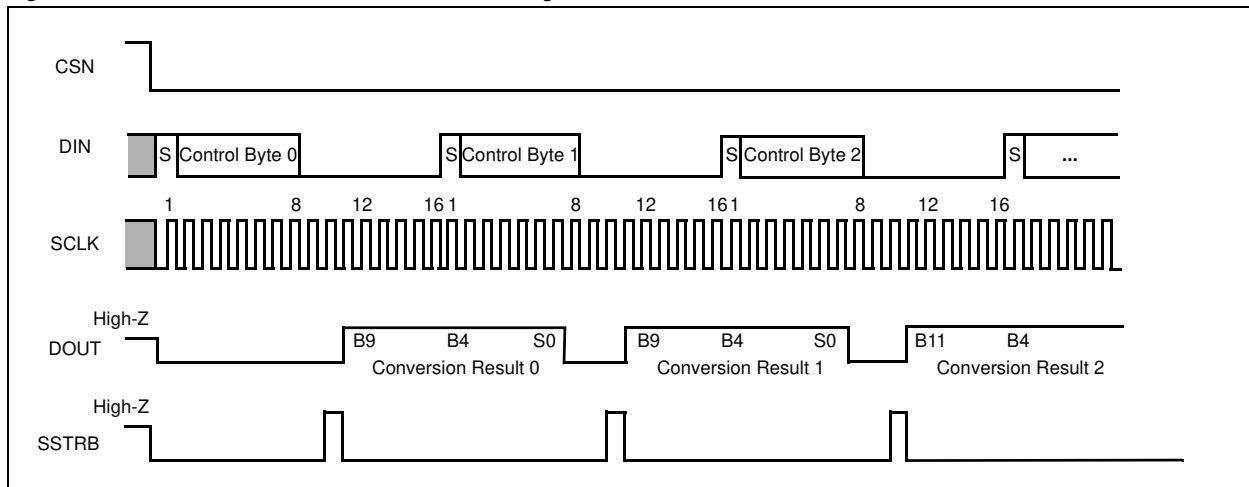 CSN
DIN
S Control Byte 0 S Control Byte 1 S Control Byte 2 S ...
1 8 12 16 1 8 12 16 1 8 12 16
SCLK
High-Z
DOUT
B9 B4 S0 B9 B4 S0 B11 B4
Conversion Result 0 Conversion Result 1 Conversion Result 2
High-Z
SSTRB